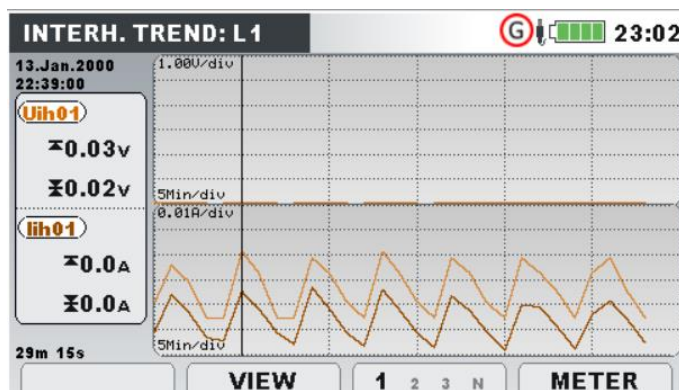 INTERH. TREND: L1
G
23:02
13.Jan.2000
22:39:00
Uih01
0.03V
0.02V
1.00V/div
5Min/div
Iih01
0.0A
0.0A
0.01A/div
5Min/div
29m 15s
VIEW
1 2 3 N
METER